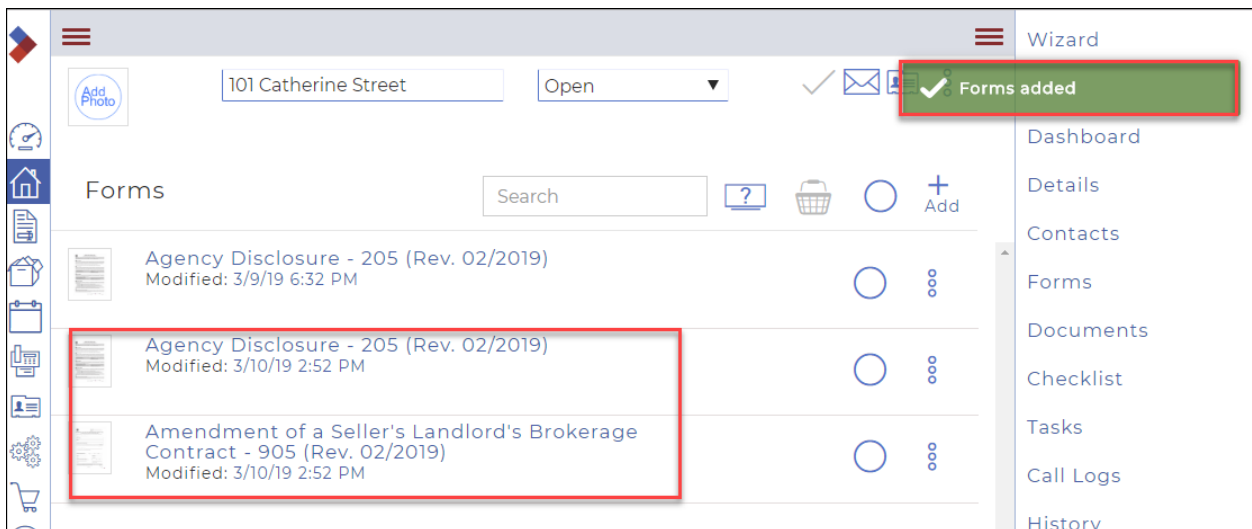 Wizard
Add
Photo
101 Catherine Street
Open
Forms added
Dashboard
Forms
Search
?
Add
Details
Contacts
Agency Disclosure - 205 (Rev. 02/2019)
Modified: 3/9/19 6:32 PM
Forms
Documents
Agency Disclosure - 205 (Rev. 02/2019)
Modified: 3/10/19 2:52 PM
Checklist
Tasks
Amendment of a Seller's Landlord's Brokerage
Contract - 905 (Rev. 02/2019)
Modified: 3/10/19 2:52 PM
Call Logs
History